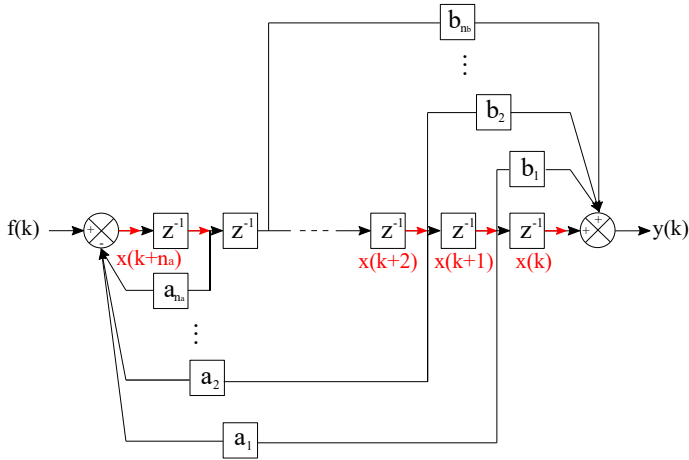 b_{n_b}
⋮
b_2
b_1
f(k) + - z^{-1} z^{-1} z^{-1} z^{-1} z^{-1} + + y(k)
x(k+n_a) x(k+2) x(k+1) x(k)
a_{n_a}
⋮
a_2
a_1